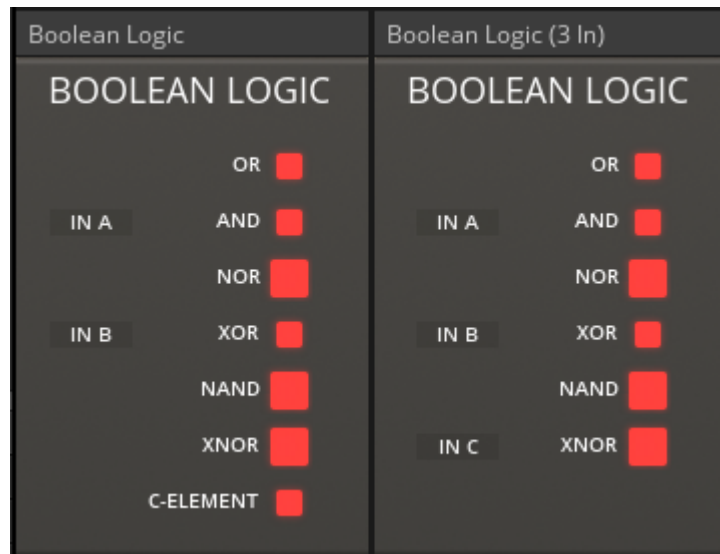 Boolean Logic
BOOLEAN LOGIC
OR
IN A AND
NOR
IN B XOR
NAND
XNOR
C-ELEMENT
Boolean Logic (3 In)
BOOLEAN LOGIC
OR
IN A AND
NOR
IN B XOR
NAND
IN C XNOR